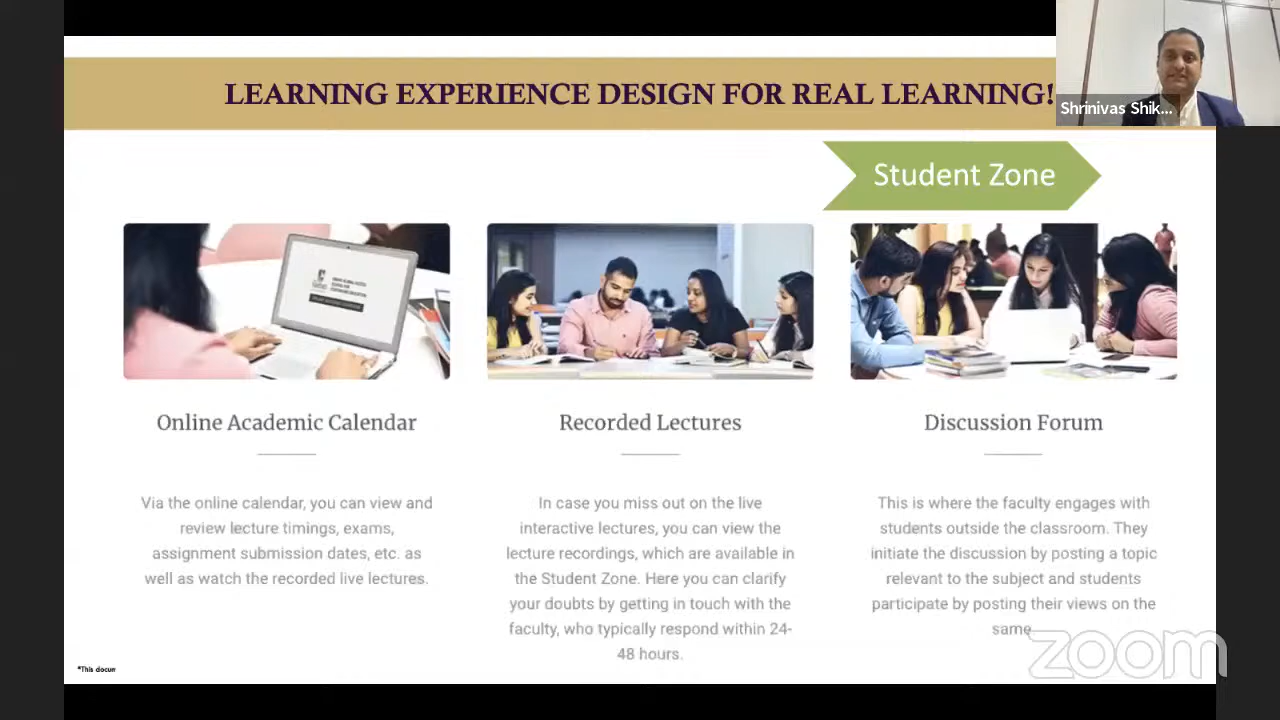 LEARNING EXPERIENCE DESIGN FOR REAL LEARNING!
Shrinivas Shik...
Student Zone
Online Academic Calendar
Via the online calendar, you can view and
review lecture timings, exams,
assignment submission dates, etc. as
well as watch the recorded live lectures.
Recorded Lectures
In case you miss out on the live
interactive lectures, you can view the
lecture recordings, which are available in
the Student Zone. Here you can clarify
your doubts by getting in touch with the
faculty, who typically respond within 24-
48 hours.
Discussion Forum
This is where the faculty engages with
students outside the classroom. They
initiate the discussion by posting a topic
relevant to the subject and students
participate by posting their views on the
same
zoom
*This docum